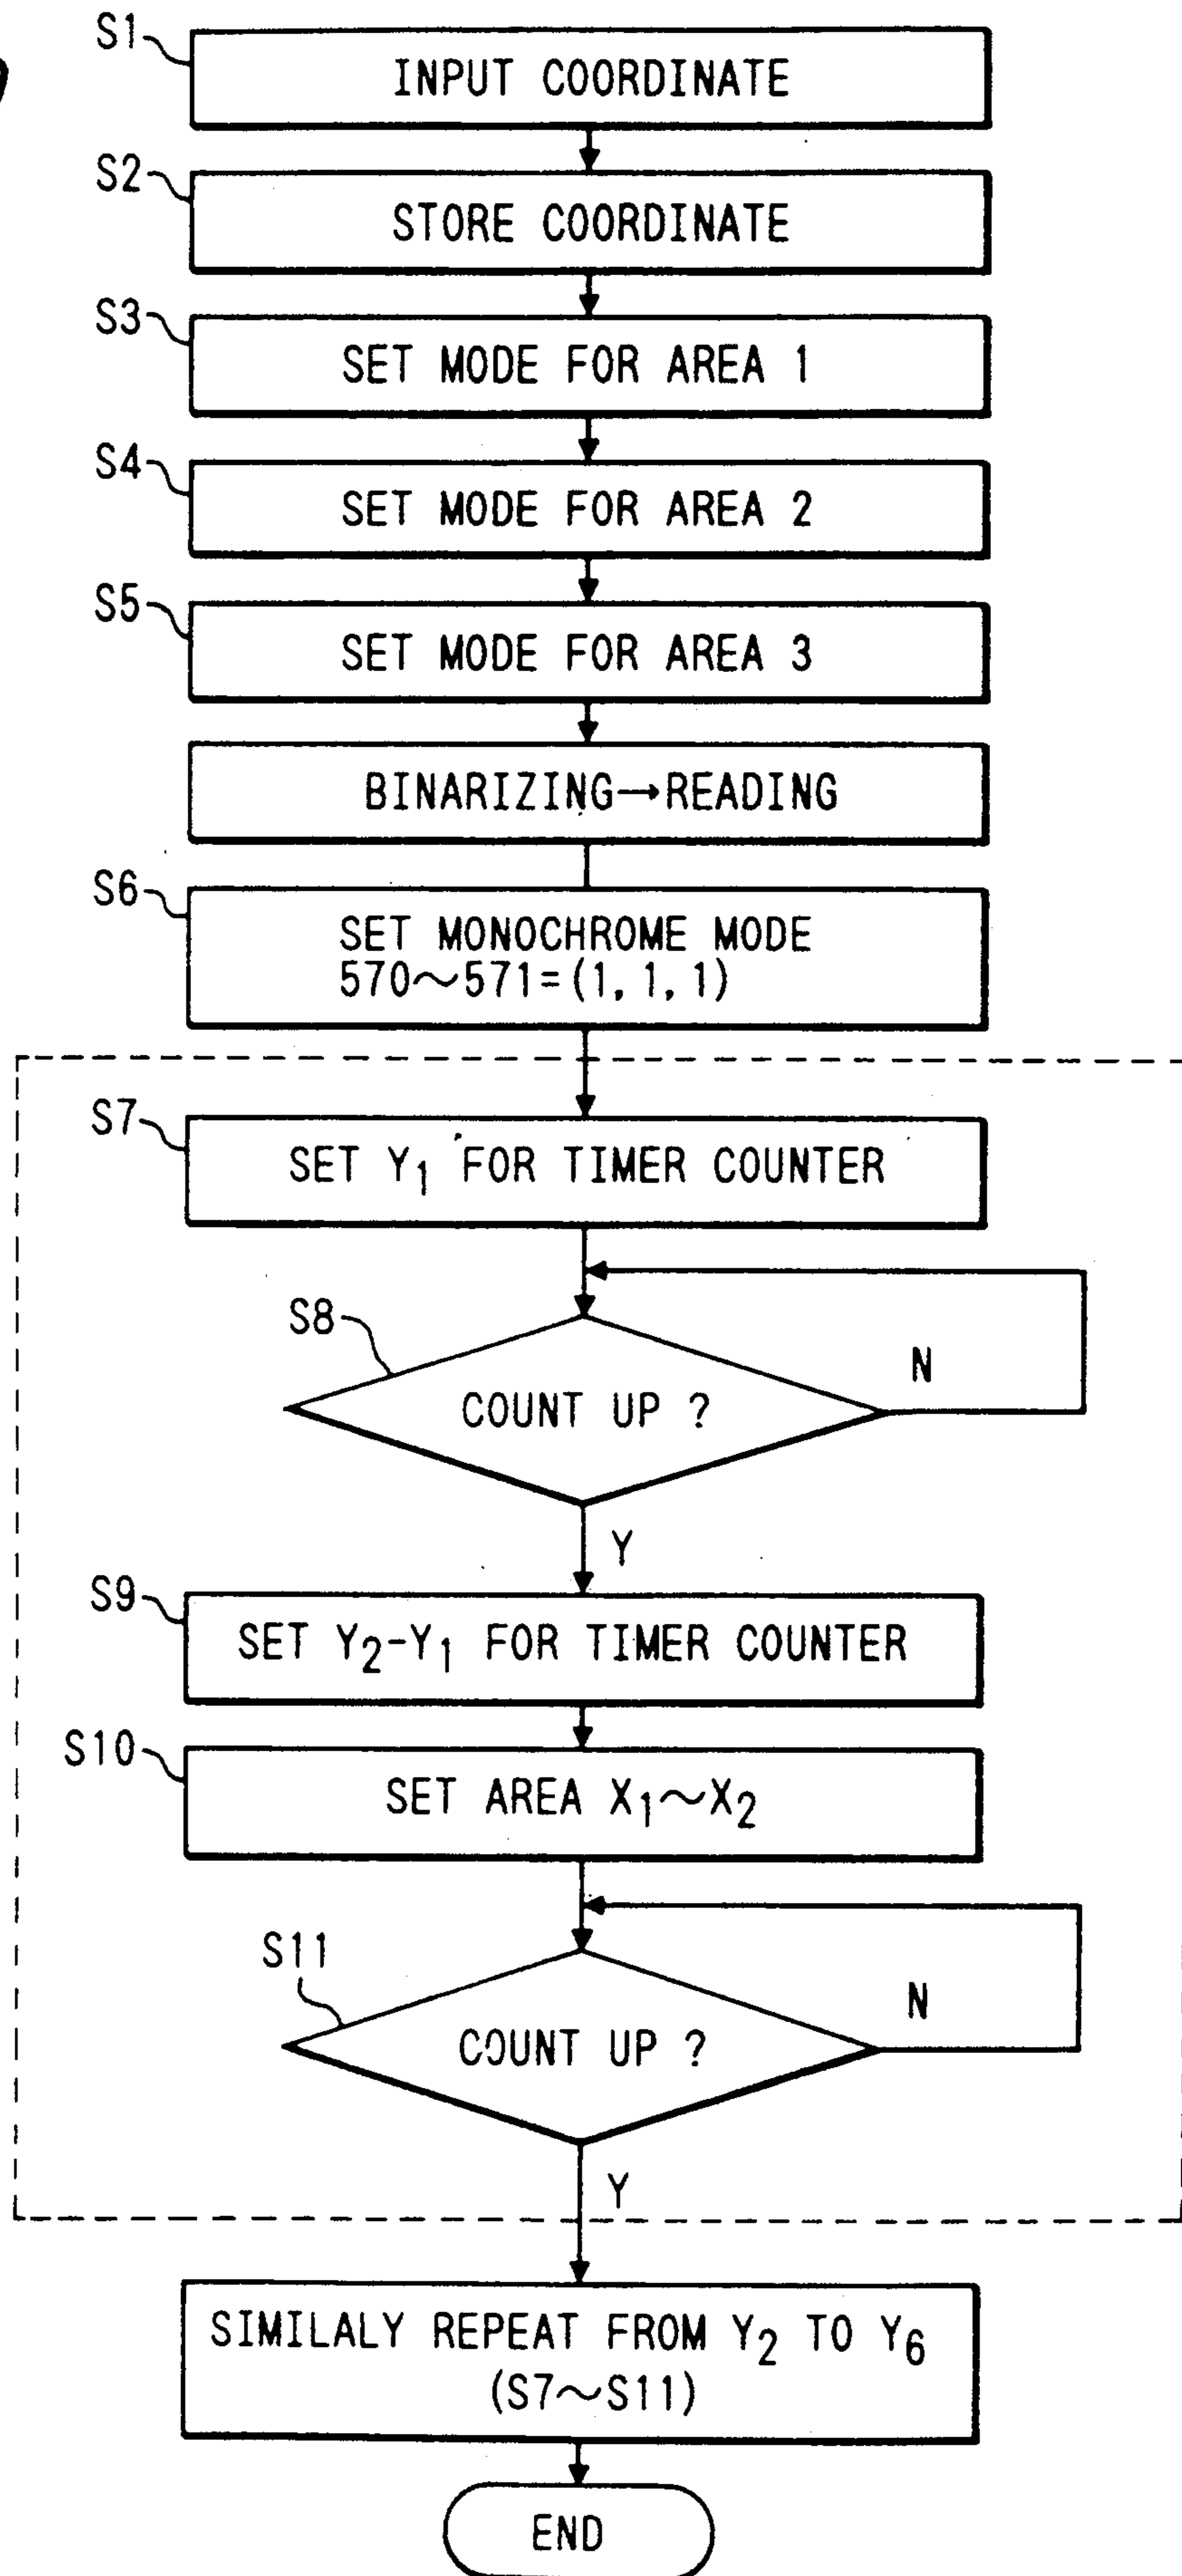 S1
INPUT COORDINATE
S2
STORE COORDINATE
S3
SET MODE FOR AREA 1
S4
SET MODE FOR AREA 2
S5
SET MODE FOR AREA 3
BINARIZING→READING
S6
SET MONOCHROME MODE
570~571=(1, 1, 1)
S7
SET Y1 FOR TIMER COUNTER
S8
COUNT UP ?
N
Y
S9
SET Y2-Y1 FOR TIMER COUNTER
S10
SET AREA X1~X2
S11
COUNT UP ?
N
Y
SIMILALY REPEAT FROM Y2 TO Y6
(S7~S11)
END